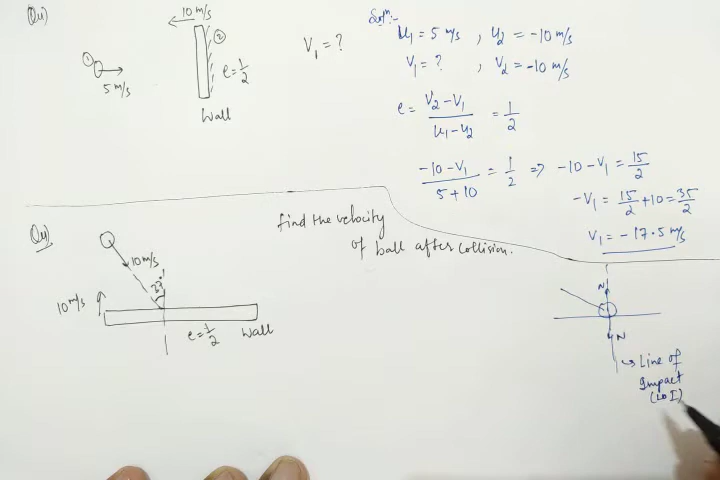 Qu)
10 m/s
①
5 m/s
②
e = 1/2
Wall
V₁ = ?
Solⁿ:-
u₁ = 5 m/s , u₂ = -10 m/s
V₁ = ? , V₂ = -10 m/s
e = (V₂ - V₁)/(u₁ - u₂) = 1/2
(-10 - V₁)/(5 + 10) = 1/2 ⇒ -10 - V₁ = 15/2
-V₁ = 15/2 + 10 = 35/2
V₁ = -17.5 m/s
Qu)
find the velocity
of ball after collision.
10 m/s
37°
10 m/s
e = 1/2
Wall
N
N
→ Line of
Impact
(LOI)